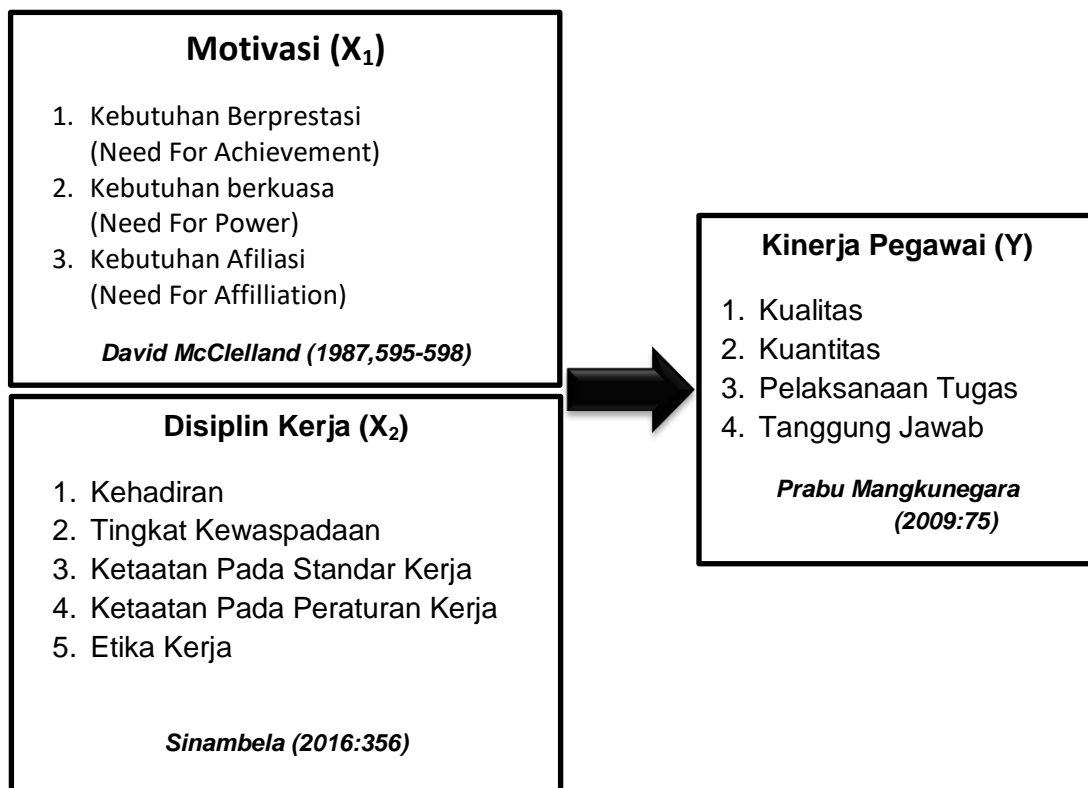 Motivasi (X₁)
1. Kebutuhan Berprestasi
(Need For Achievement)
2. Kebutuhan berkuasa
(Need For Power)
3. Kebutuhan Afiliasi
(Need For Affilliation)
David McClelland (1987,595-598)
Disiplin Kerja (X₂)
1. Kehadiran
2. Tingkat Kewaspadaan
3. Ketaatan Pada Standar Kerja
4. Ketaatan Pada Peraturan Kerja
5. Etika Kerja
Sinambela (2016:356)
Kinerja Pegawai (Y)
1. Kualitas
2. Kuantitas
3. Pelaksanaan Tugas
4. Tanggung Jawab
Prabu Mangkunegara
(2009:75)